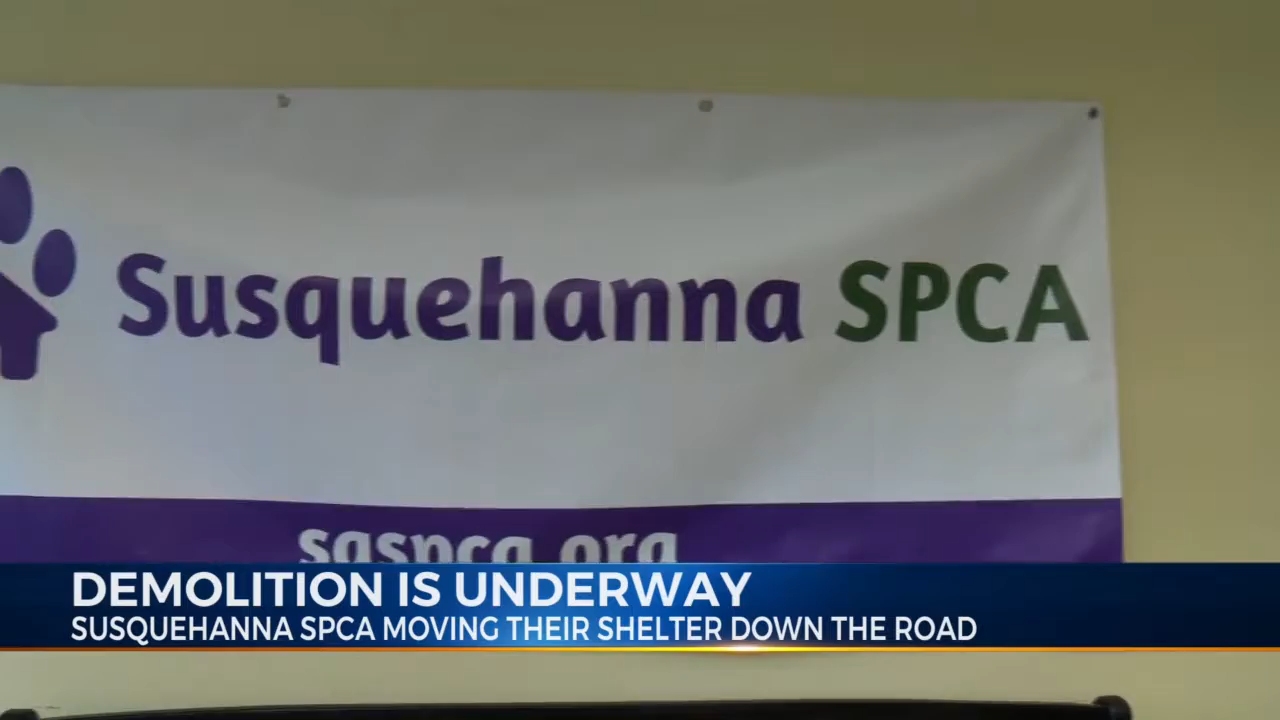 Susquehanna SPCA
sqspca.org
DEMOLITION IS UNDERWAY
SUSQUEHANNA SPCA MOVING THEIR SHELTER DOWN THE ROAD